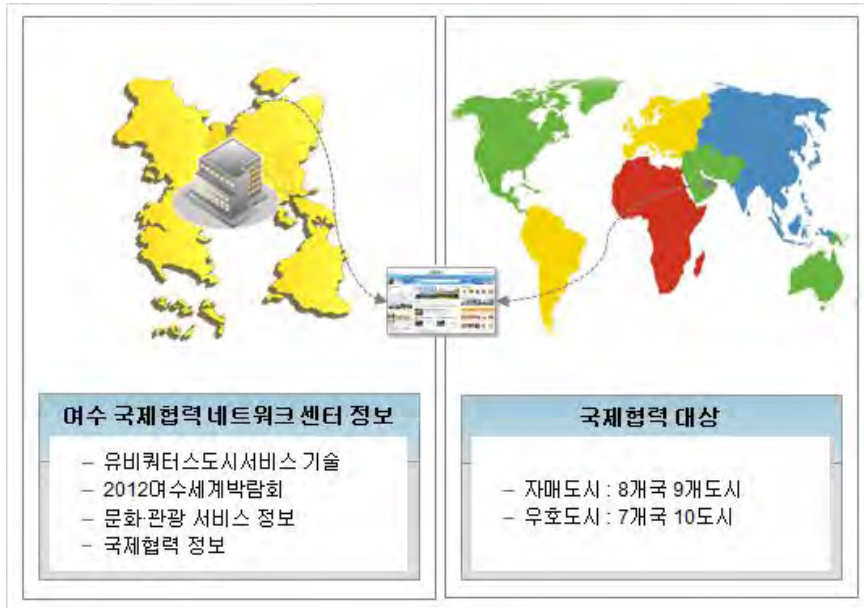 여수 국제협력 네트워크 센터 정보
– 유비쿼터스도시서비스 기술
– 2012여수세계박람회
– 문화·관광 서비스 정보
– 국제협력 정보
국제협력 대상
– 자매도시 : 8개국 9개도시
– 우호도시 : 7개국 10도시